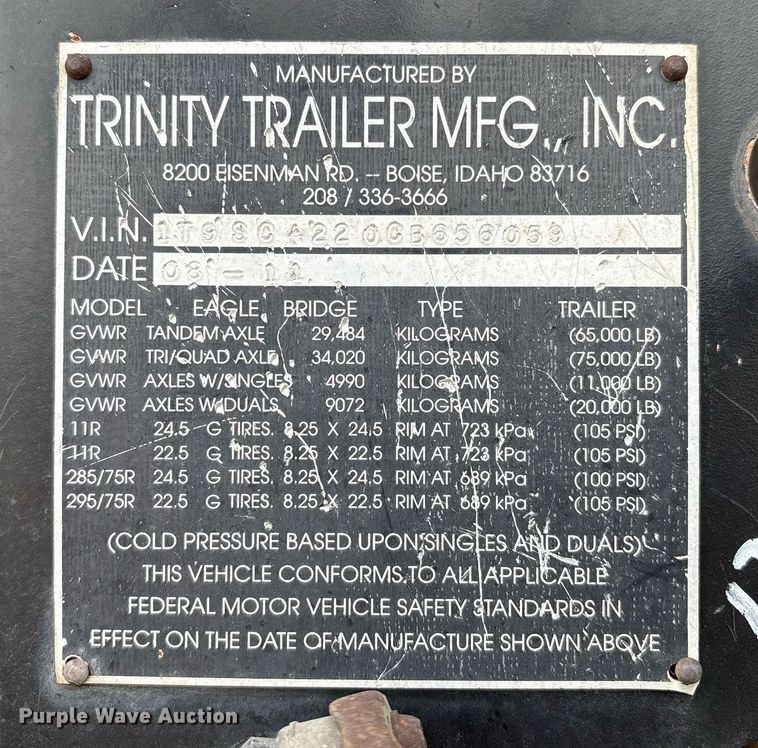 MANUFACTURED BY
TRINITY TRAILER MFG., INC.
8200 EISENMAN RD. -- BOISE, IDAHO 83716
208 / 336-3666
V.I.N. 1T9SCA220CB656059
DATE 08-11
MODEL EAGLE BRIDGE TYPE TRAILER
GVWR TANDEM AXLE 29,484 KILOGRAMS (65,000 LB)
GVWR TRI/QUAD AXLE 34,020 KILOGRAMS (75,000 LB)
GVWR AXLES W/SINGLES 4990 KILOGRAMS (11,000 LB)
GVWR AXLES W/DUALS 9072 KILOGRAMS (20,000 LB)
11R 24.5 G TIRES. 8.25 X 24.5 RIM AT 723 kPa (105 PSI)
11R 22.5 G TIRES. 8.25 X 22.5 RIM AT 723 kPa (105 PSI)
285/75R 24.5 G TIRES. 8.25 X 24.5 RIM AT 689 kPa (100 PSI)
295/75R 22.5 G TIRES. 8.25 X 22.5 RIM AT 689 kPa (105 PSI)
(COLD PRESSURE BASED UPON SINGLES AND DUALS)
THIS VEHICLE CONFORMS TO ALL APPLICABLE
FEDERAL MOTOR VEHICLE SAFETY STANDARDS IN
EFFECT ON THE DATE OF MANUFACTURE SHOWN ABOVE
Purple Wave Auction